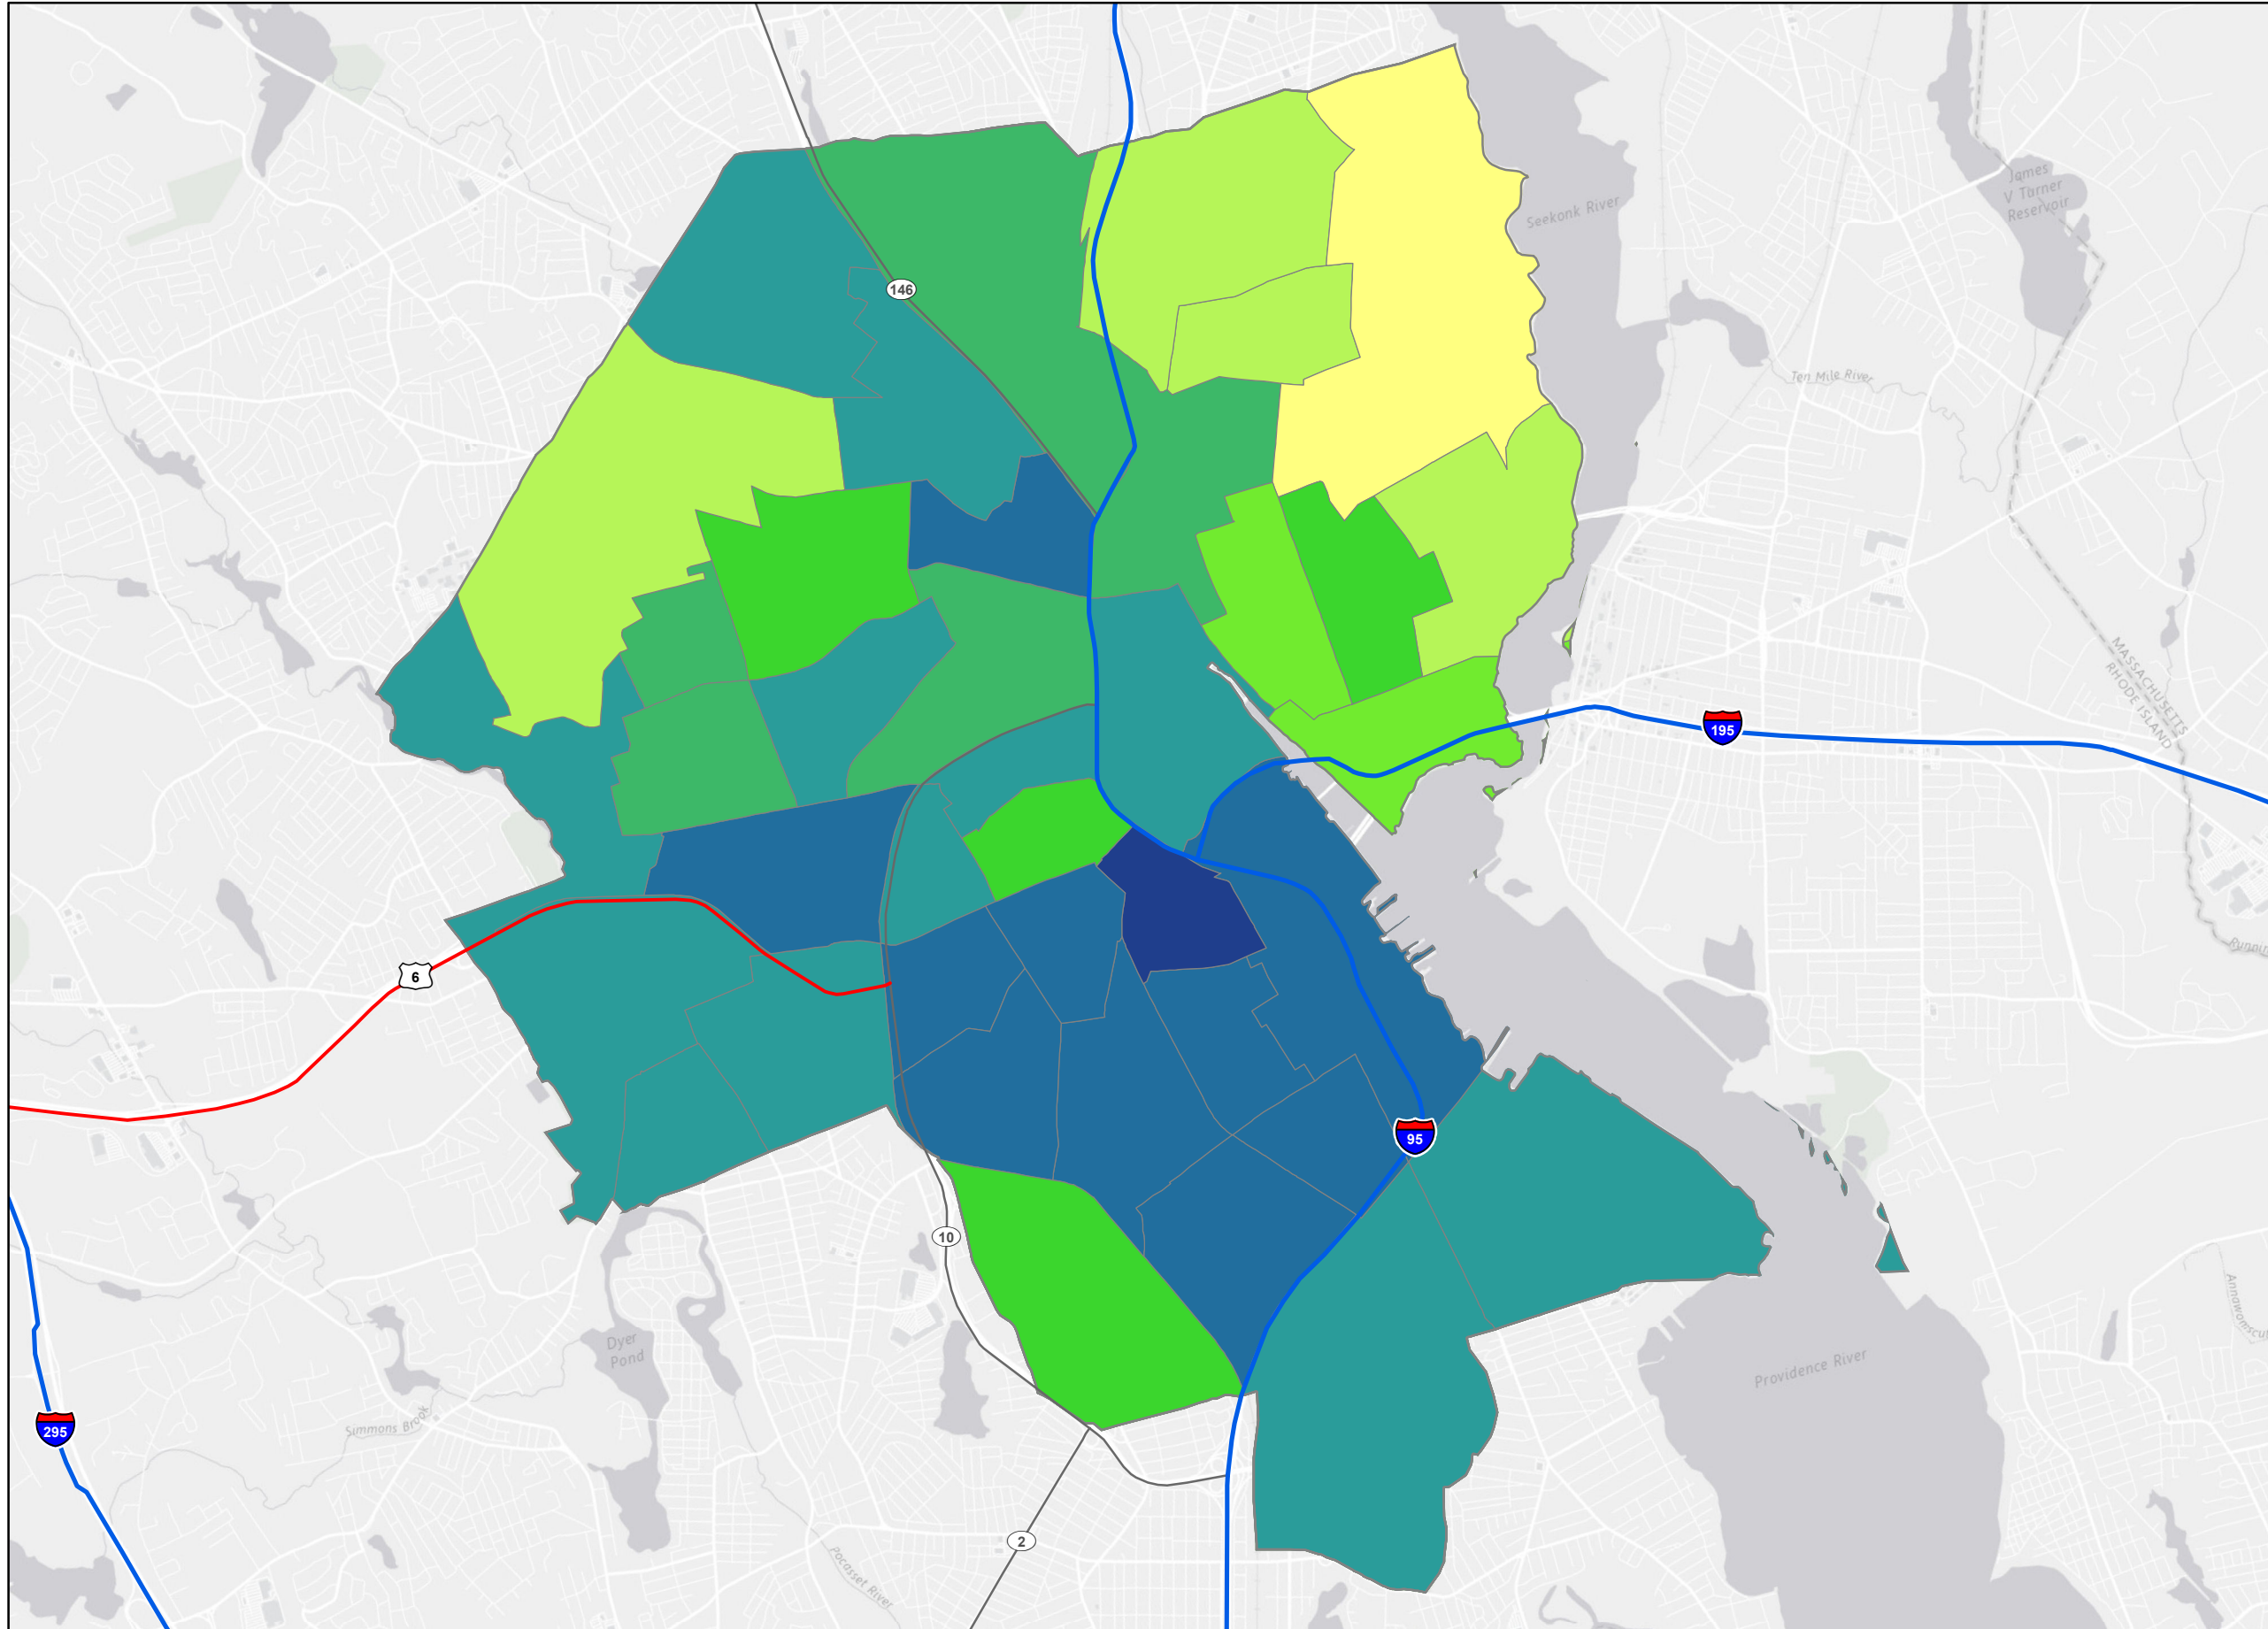 James
V Turner
Reservoir
Seekonk River
146
Ten Mile River
MASSACHUSETTS
RHODE ISLAND
195
6
95
10
Dyer
Pond
Providence River
295
Simmons Brook
2
Pocasset River